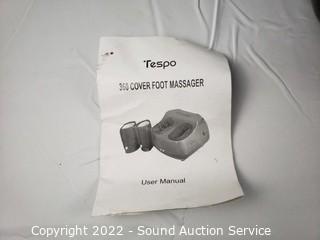 Tespo
360 COVER FOOT MASSAGER
User Manual
Copyright 2022 - Sound Auction Service